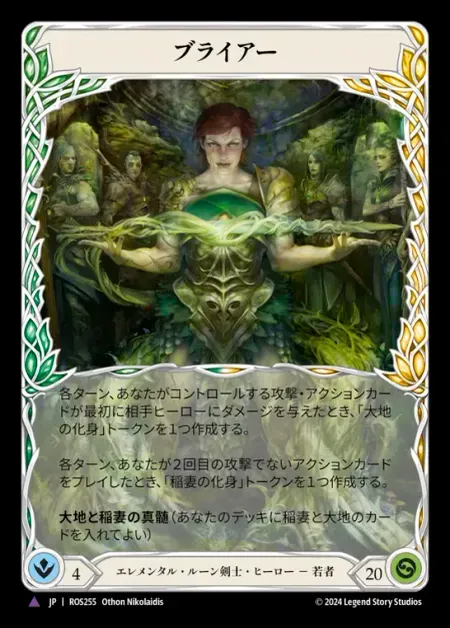 ブライアー
各ターン、あなたがコントロールする攻撃・アクションカー
ドが最初に相手ヒーローにダメージを与えたとき、「大地
の化身」トークンを1つ作成する。
各ターン、あなたが2回目の攻撃でないアクションカード
をプレイしたとき、「稲妻の化身」トークンを1つ作成する。
大地と稲妻の真髄(あなたのデッキに稲妻と大地のカー
ドを入れてよい)
4
エレメンタル・ルーン剣士・ヒーロー － 若者
20
JP | ROS255 Othon Nikolaidis
© 2024 Legend Story Studios